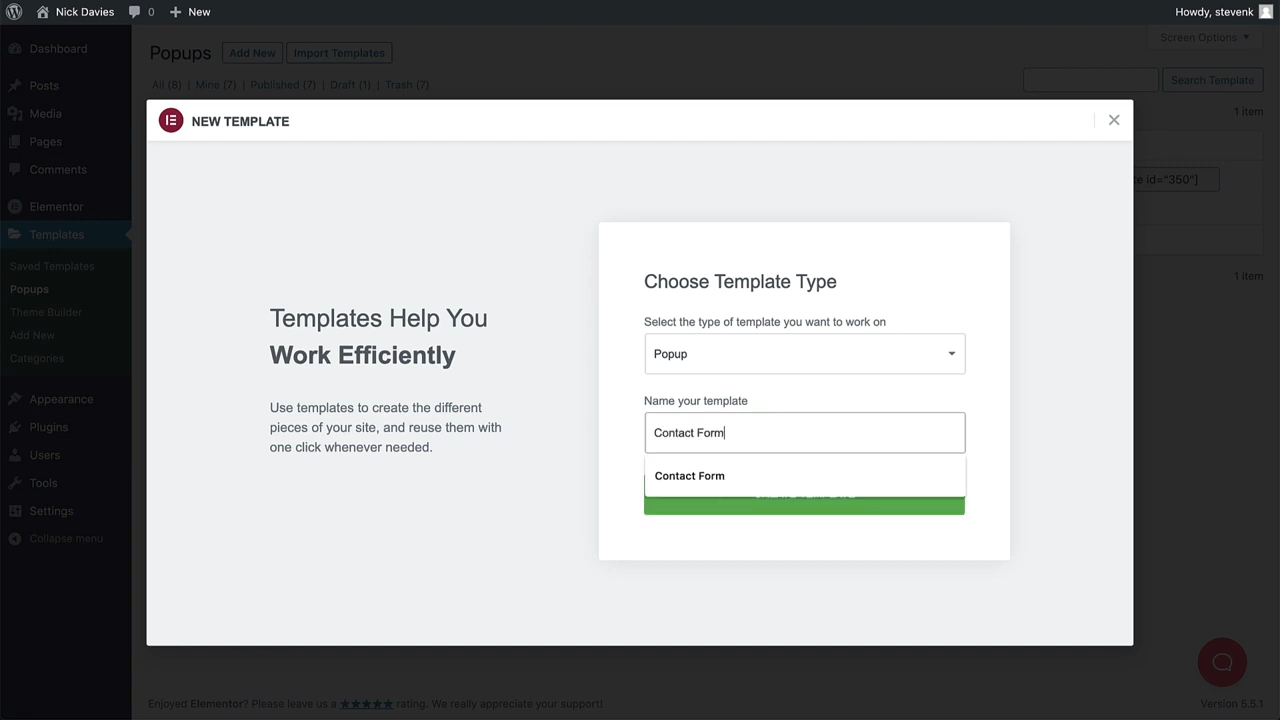 Nick Davies
0
New
Howdy, stevenk
Dashboard
Posts
Media
Pages
Comments
Elementor
Templates
Saved Templates
Popups
Theme Builder
Add New
Categories
Appearance
Plugins
Users
Tools
Settings
Collapse menu
Screen Options
Popups
Add New
Import Templates
All (8) | Mine (7) | Published (7) | Draft (1) | Trash (7)
Search Template
1 item
te id="350"]
1 item
NEW TEMPLATE
Templates Help You
Work Efficiently
Use templates to create the different
pieces of your site, and reuse them with
one click whenever needed.
Choose Template Type
Select the type of template you want to work on
Popup
Name your template
Contact Form
Contact Form
Enjoyed Elementor? Please leave us a ★★★★★ rating. We really appreciate your support!
Version 5.5.1